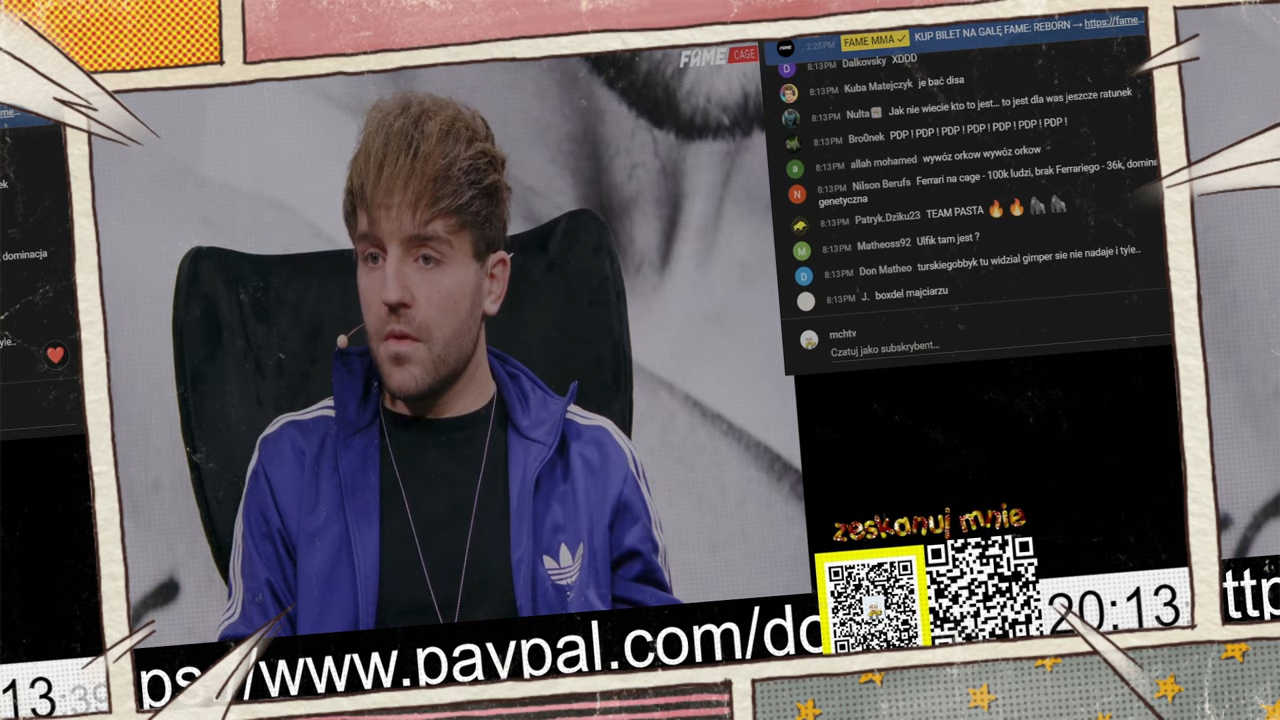 FAME CAGE
2:25PM FAME MMA ✓ KUP BILET NA GALĘ FAME: REBORN → https://fame...
8:13PM Dalkovsky XDDD
8:13PM Kuba Matejczyk je bać disa
8:13PM Nulta Jak nie wiecie kto to jest... to jest dla was jeszcze ratunek
8:13PM Bro0nek PDP ! PDP ! PDP ! PDP ! PDP ! PDP ! PDP !
8:13PM allah mohamed wywóz orkow wywóz orkow
8:13PM Nilson Berufs Ferrari na cage - 100k ludzi, brak Ferrariego - 36k,
genetyczna
8:13PM Patryk.Dziku23 TEAM PASTA 🔥 🔥 🦍 🦍
8:13PM Matheoss92 Ulfik tam jest ?
8:13PM Don Matheo turskiegobbyk tu widzial gimper sie nie nadaje i tyle..
8:13PM J. boxdel majciarzu
mchtv
Czatuj jako subskrybent...
dominacja
zeskanuj mnie
ps://www.paypal.com/do
20:13
13:39
ttp